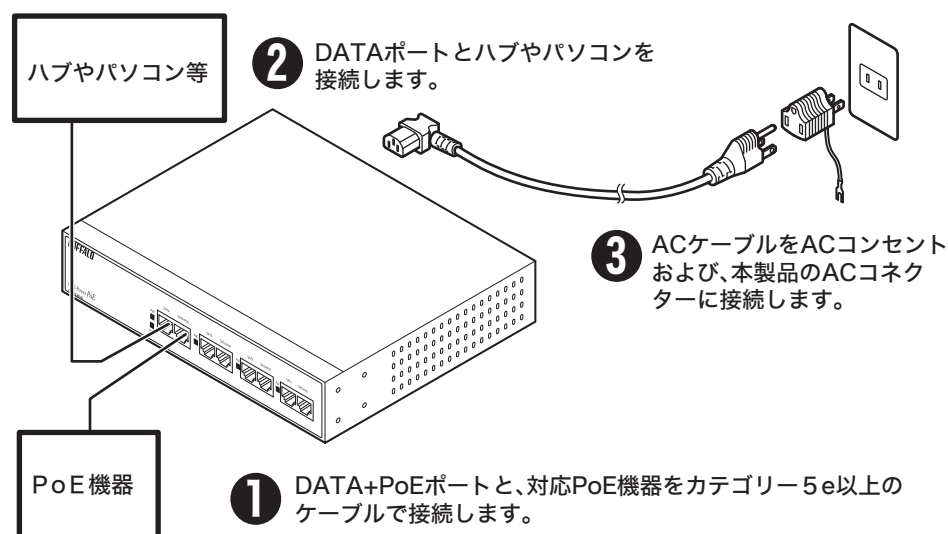 ハブやパソコン等
❷ DATAポートとハブやパソコンを
接続します。
❸ ACケーブルをACコンセント
および、本製品のACコネク
ターに接続します。
PoE機器
❶ DATA+PoEポートと、対応PoE機器をカテゴリー5e以上の
ケーブルで接続します。